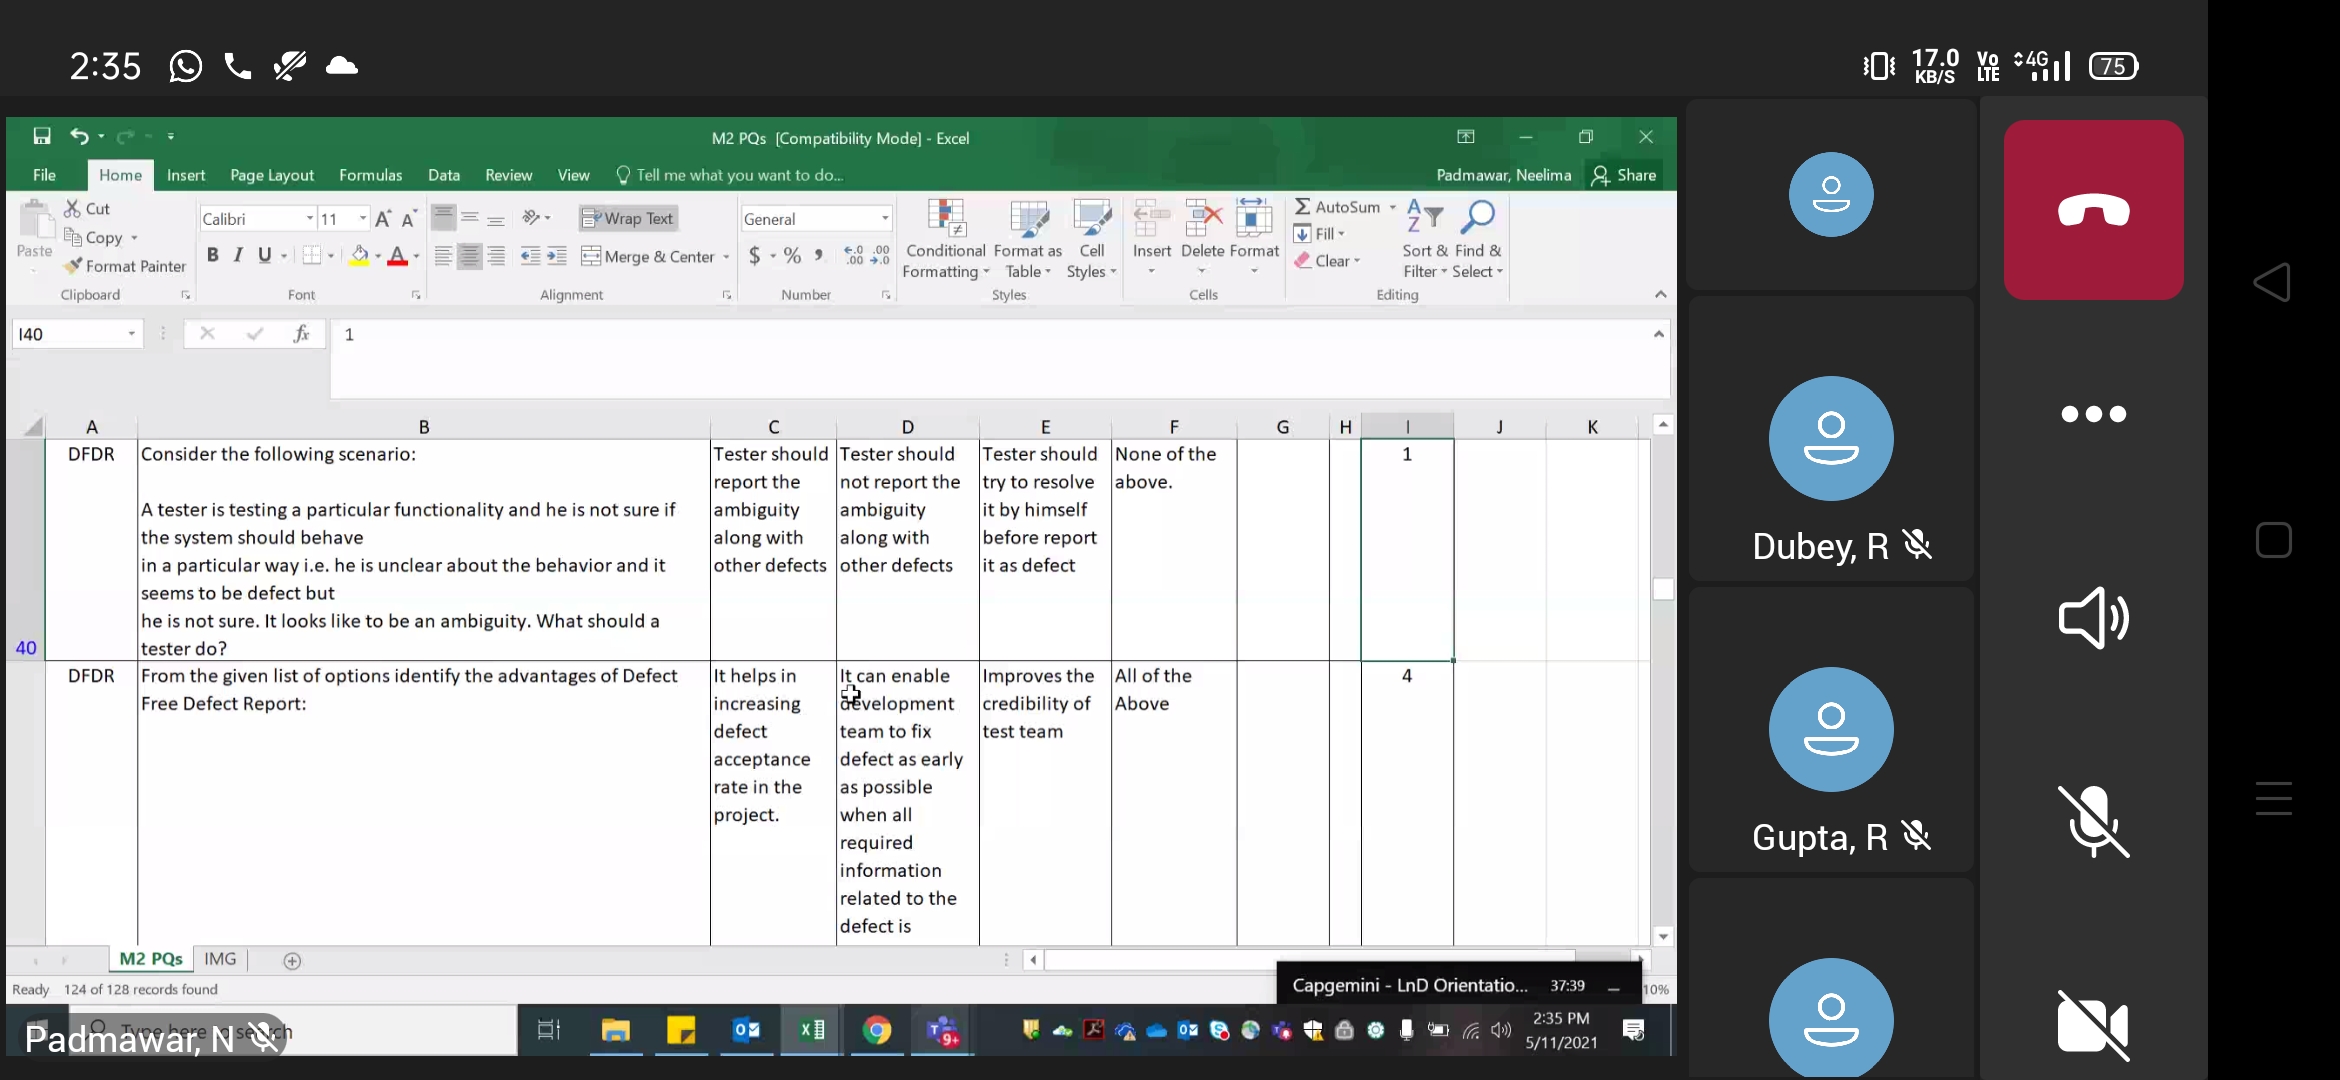 2:35
17.0
KB/S
Vo
LTE
4G
75
M2 PQs  [Compatibility Mode] - Excel
File
Home
Insert
Page Layout
Formulas
Data
Review
View
Tell me what you want to do...
Padmawar, Neelima
Share
Paste
Cut
Copy
Format Painter
Clipboard
Calibri
11
A A
B I U
A
Font
Wrap Text
Merge & Center
Alignment
General
$ % ,
Number
Conditional
Formatting
Format as
Table
Cell
Styles
Styles
Insert
Delete
Format
Cells
AutoSum
Fill
Clear
Sort &
Filter
Find &
Select
Editing
I40
fx
1
A B C D E F G H I J K
40
DFDR
Consider the following scenario:
A tester is testing a particular functionality and he is not sure if
the system should behave
in a particular way i.e. he is unclear about the behavior and it
seems to be defect but
he is not sure. It looks like to be an ambiguity. What should a
tester do?
Tester should
report the
ambiguity
along with
other defects
Tester should
not report the
ambiguity
along with
other defects
Tester should
try to resolve
it by himself
before report
it as defect
None of the
above.
1
DFDR
From the given list of options identify the advantages of Defect
Free Defect Report:
It helps in
increasing
defect
acceptance
rate in the
project.
It can enable
development
team to fix
defect as early
as possible
when all
required
information
related to the
defect is
Improves the
credibility of
test team
All of the
Above
4
M2 PQs
IMG
Ready
124 of 128 records found
Capgemini - LnD Orientatio...
37:39
10%
Type here to search
Padmawar, N
9+
2:35 PM
5/11/2021
Dubey, R
Gupta, R